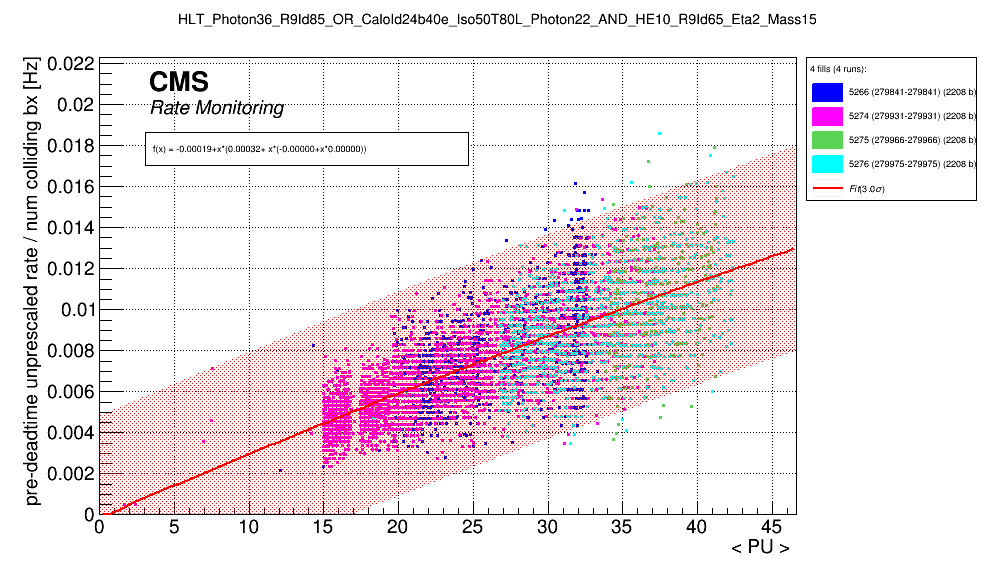 HLT_Photon36_R9Id85_OR_CaloId24b40e_Iso50T80L_Photon22_AND_HE10_R9Id65_Eta2_Mass15
pre-deadtime unprescaled rate / num colliding bx [Hz]
0.022
0.02
0.018
0.016
0.014
0.012
0.01
0.008
0.006
0.004
0.002
0
CMS
Rate Monitoring
f(x) = -0.00019+x*(0.00032+ x*(-0.00000+x*0.00000))
0 5 10 15 20 25 30 35 40 45
< PU >
4 fills (4 runs):
5266 (279841-279841) (2208 b)
5274 (279931-279931) (2208 b)
5275 (279966-279966) (2208 b)
5276 (279975-279975) (2208 b)
Fit(3.0σ)